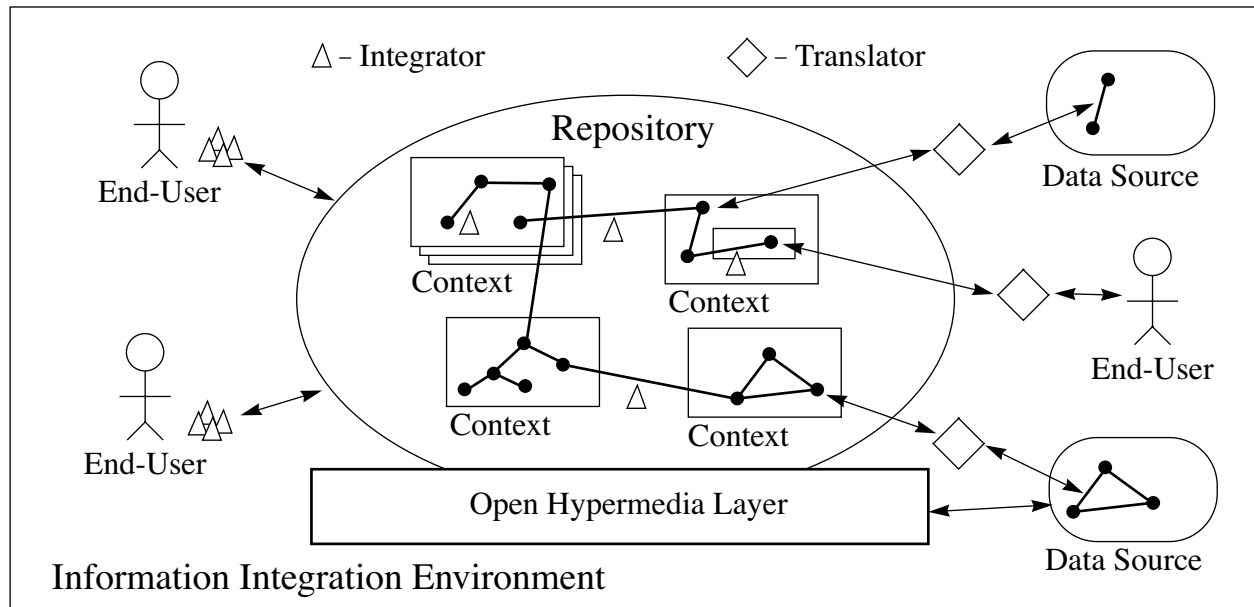 – Integrator
– Translator
Repository
End-User
Data Source
Context
Context
End-User
End-User
Context
Context
Open Hypermedia Layer
Data Source
Information Integration Environment